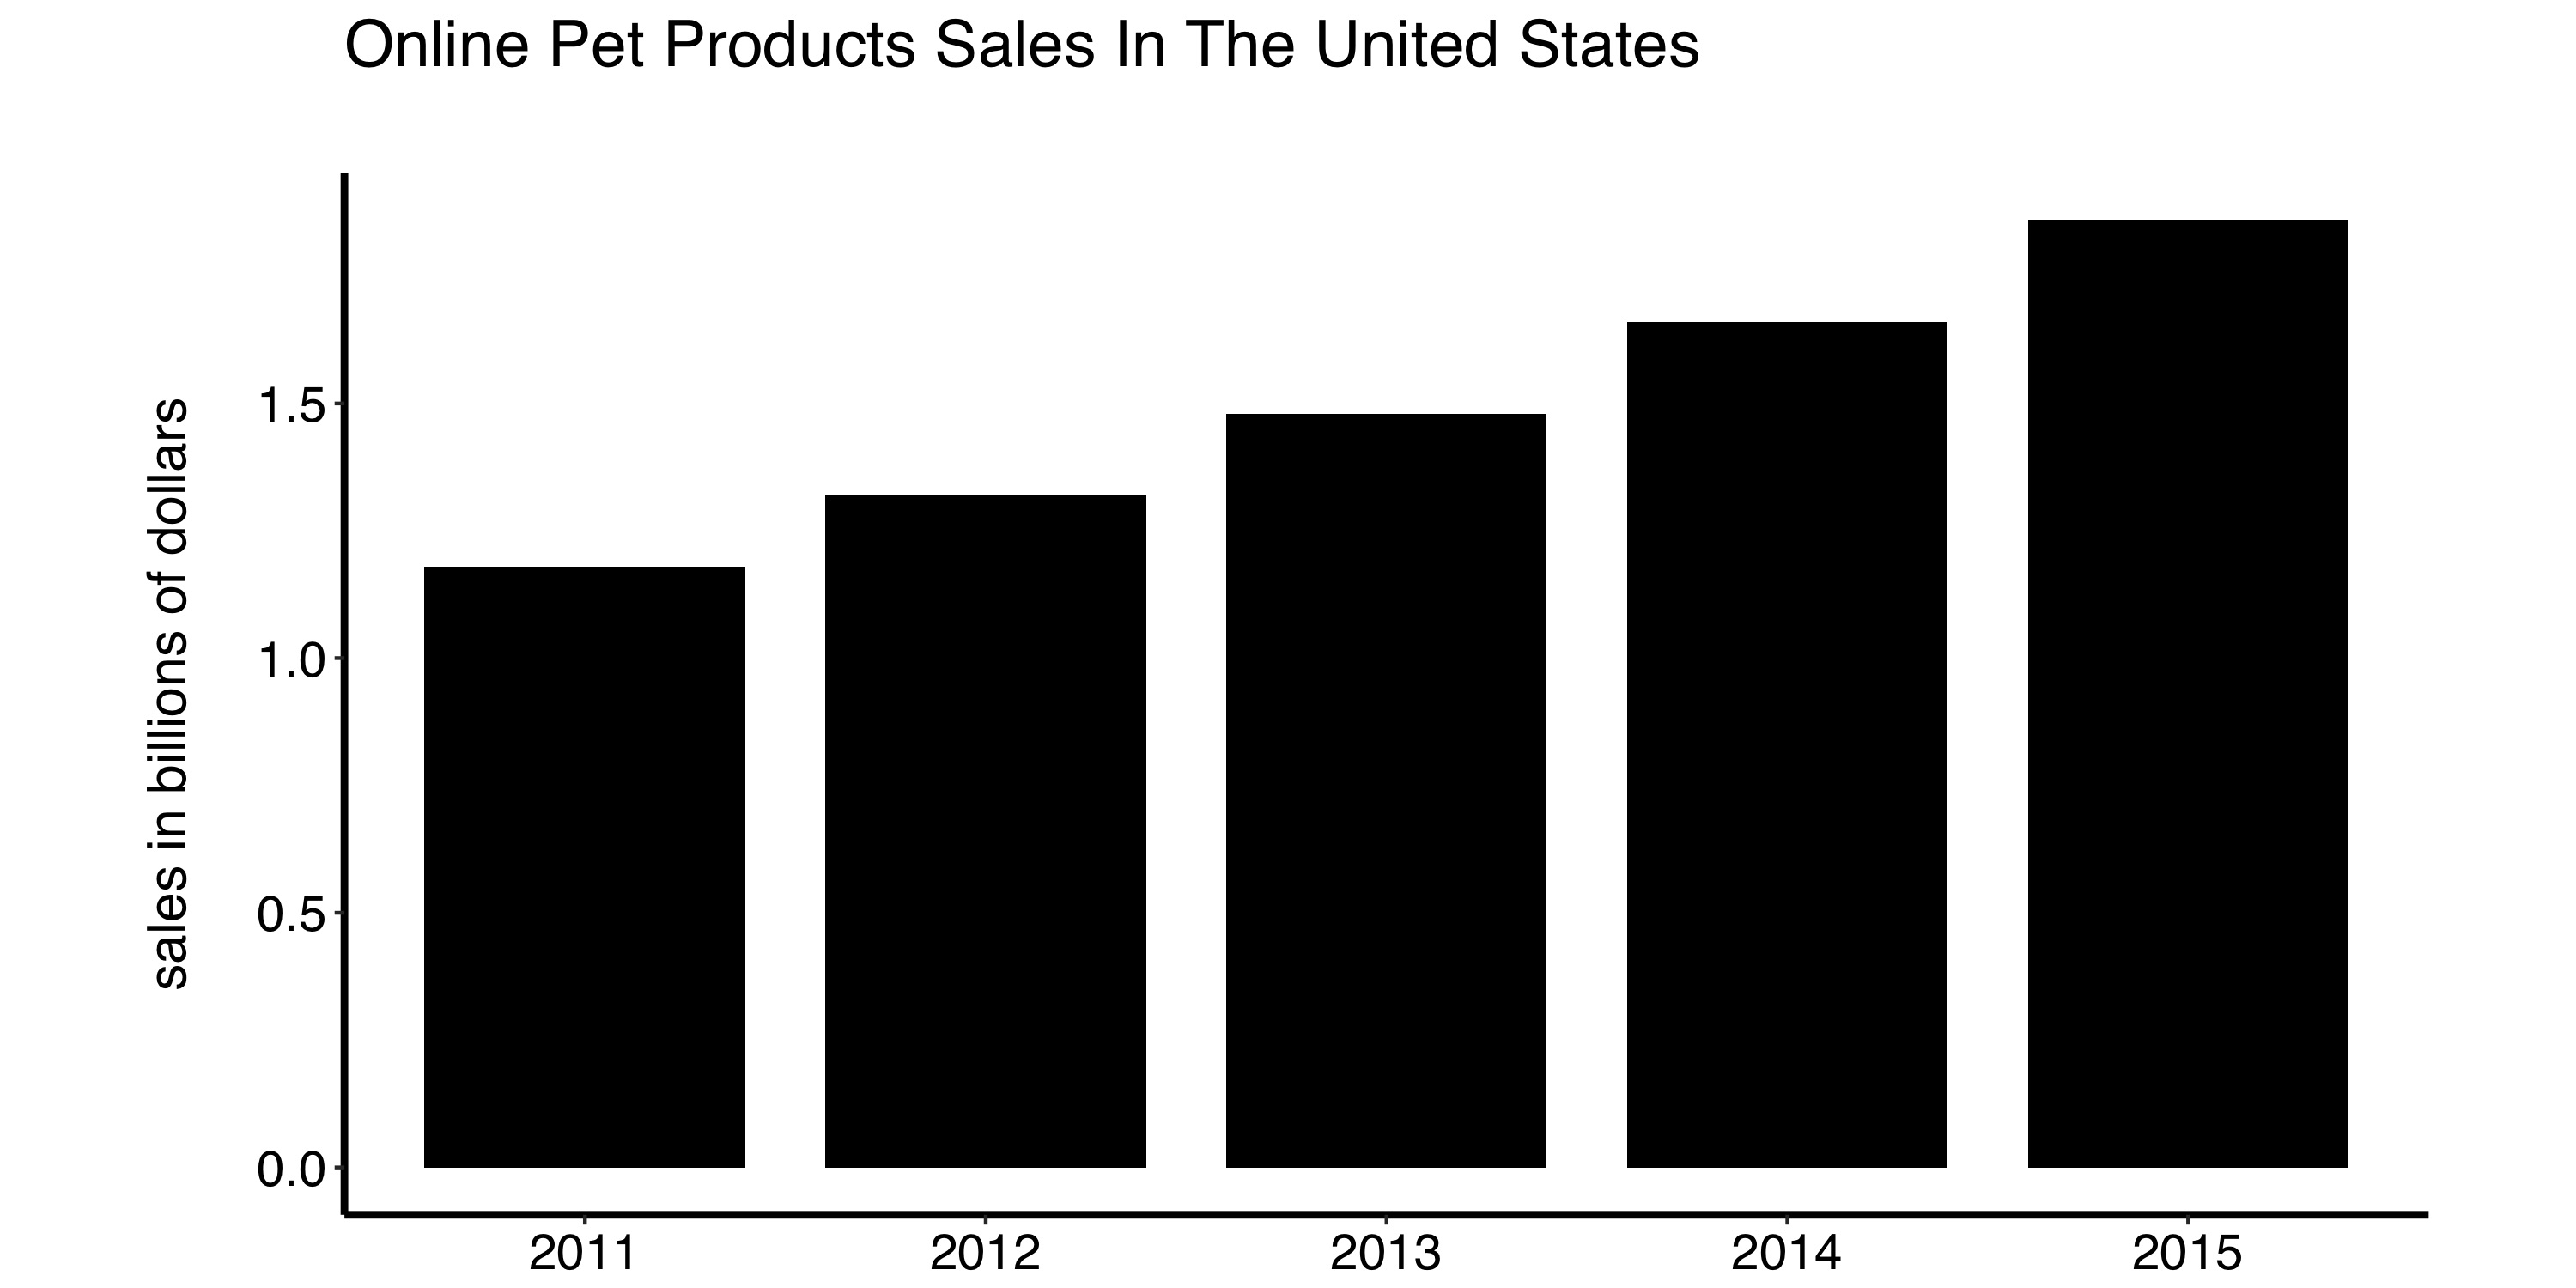 Online Pet Products Sales In The United States
sales in billions of dollars
1.5
1.0
0.5
0.0
2011 2012 2013 2014 2015